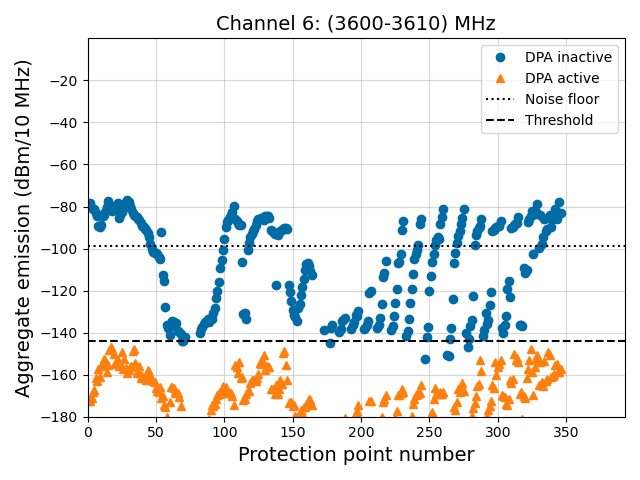 Channel 6: (3600-3610) MHz
Aggregate emission (dBm/10 MHz)
−20
−40
−60
−80
−100
−120
−140
−160
−180
DPA inactive
DPA active
Noise floor
Threshold
0
50
100
150
200
250
300
350
Protection point number